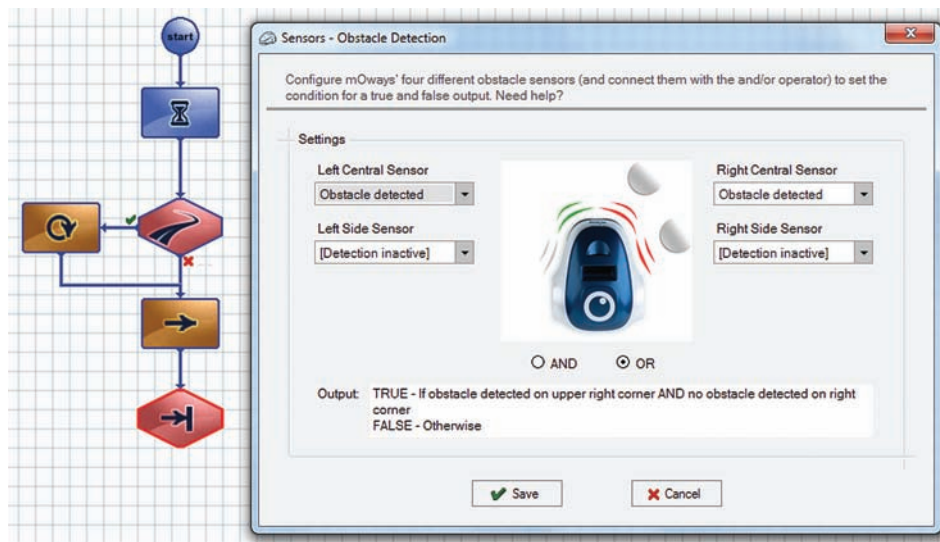 start
Sensors - Obstacle Detection
Configure mOways' four different obstacle sensors (and connect them with the and/or operator) to set the
condition for a true and false output. Need help?
Settings
Left Central Sensor
Obstacle detected
Left Side Sensor
[Detection inactive]
Right Central Sensor
Obstacle detected
Right Side Sensor
[Detection inactive]
AND
OR
Output: TRUE - If obstacle detected on upper right corner AND no obstacle detected on right
corner
FALSE - Otherwise
Save
Cancel